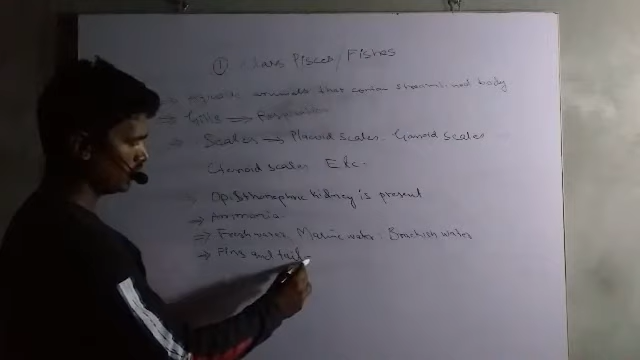 ① Class Pisces/Fishes
→ Aquatic animals that contain streamlined body
→ Gills ⇒ Respiration
→ Scales → Placoid scales. Ganoid scales
Ctenoid scales Etc.
Opisthonephric kidney is present
→ Ammonia
⇒ Freshwater. Marine water. Brackish water
→ Fins and tail